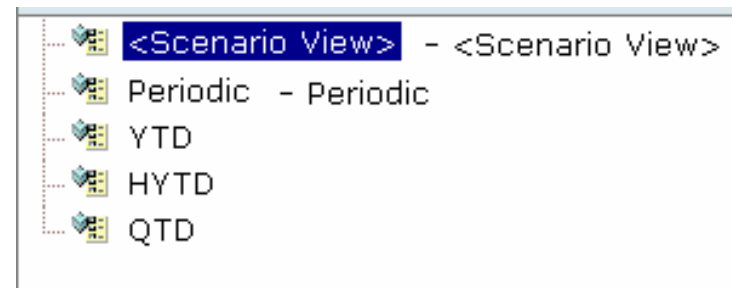 <Scenario View> - <Scenario View>
Periodic - Periodic
YTD
HYTD
QTD